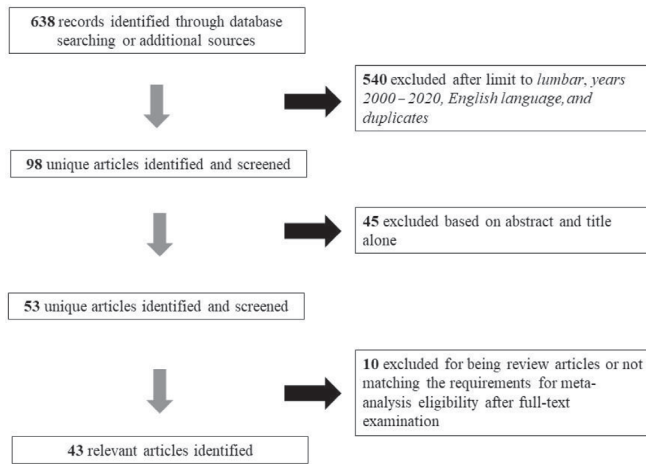 638 records identified through database
searching or additional sources
540 excluded after limit to lumbar, years
2000 – 2020, English language, and
duplicates
98 unique articles identified and screened
45 excluded based on abstract and title
alone
53 unique articles identified and screened
10 excluded for being review articles or not
matching the requirements for meta-
analysis eligibility after full-text
examination
43 relevant articles identified